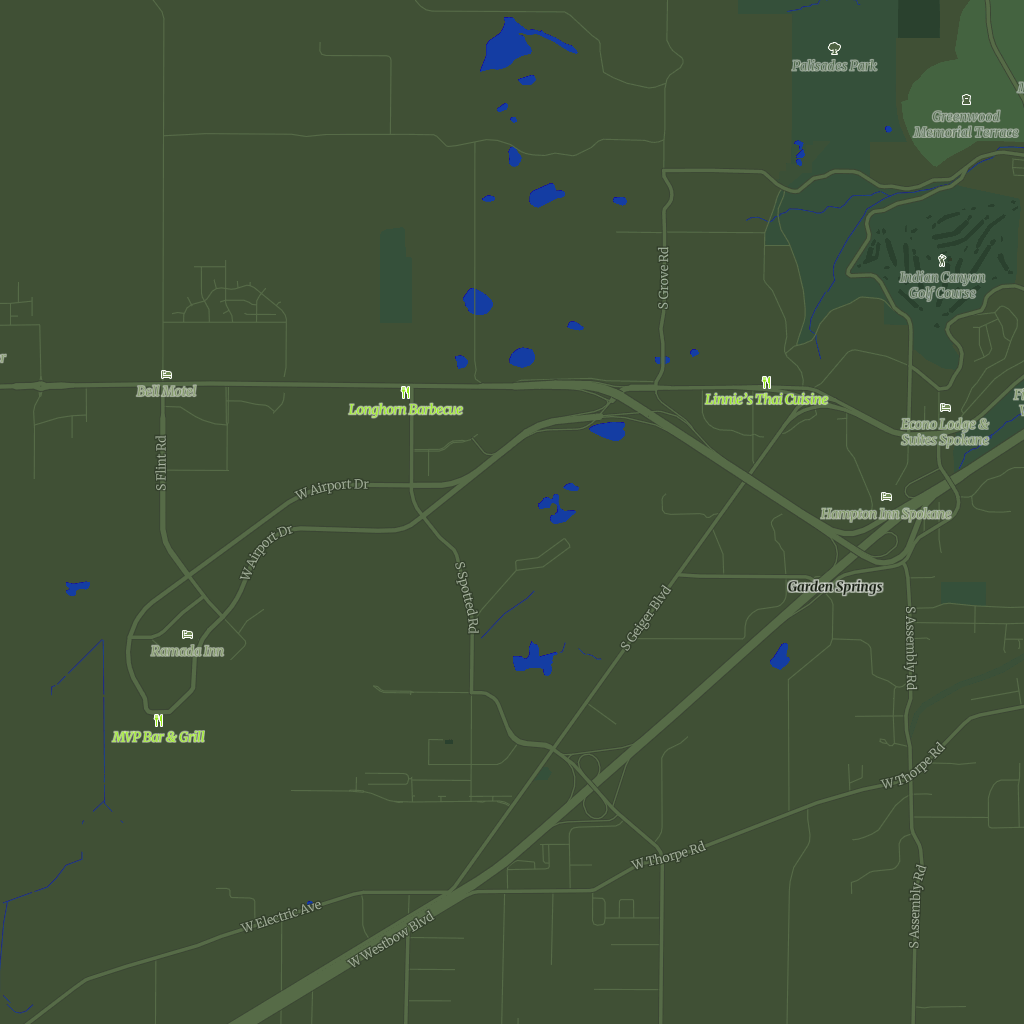 Palisades Park
Greenwood
Memorial Terrace
S Grove Rd
Indian Canyon
Golf Course
Bell Motel
Longhorn Barbecue
Linnie's Thai Cuisine
Econo Lodge &
Suites Spokane
S Flint Rd
W Airport Dr
Hampton Inn Spokane
W Airport Dr
Garden Springs
S Spotted Rd
S Geiger Blvd
S Assembly Rd
Ramada Inn
MVP Bar & Grill
W Thorpe Rd
W Thorpe Rd
S Assembly Rd
W Electric Ave
W Westbow Blvd